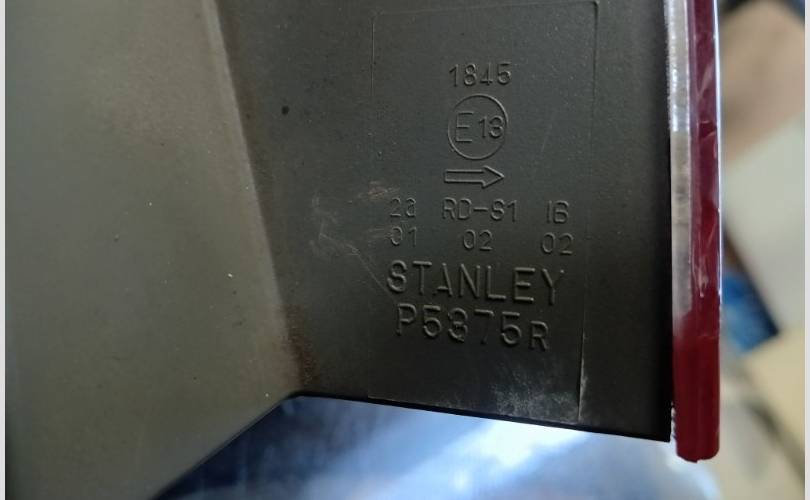 1845
E13
2a RD-S1 IB
01 02 02
STANLEY
P5375R